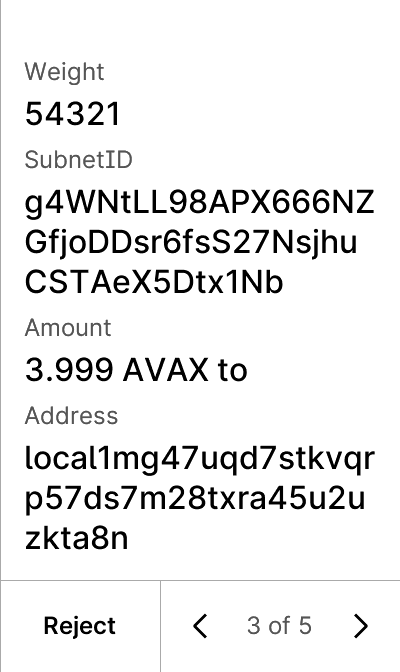 Weight
54321
SubnetID
g4WNtLL98APX666NZ
GfjoDDsr6fsS27Nsjhu
CSTAeX5Dtx1Nb
Amount
3.999 AVAX to
Address
local1mg47uqd7stkvqr
p57ds7m28txra45u2u
zkta8n
Reject
3 of 5